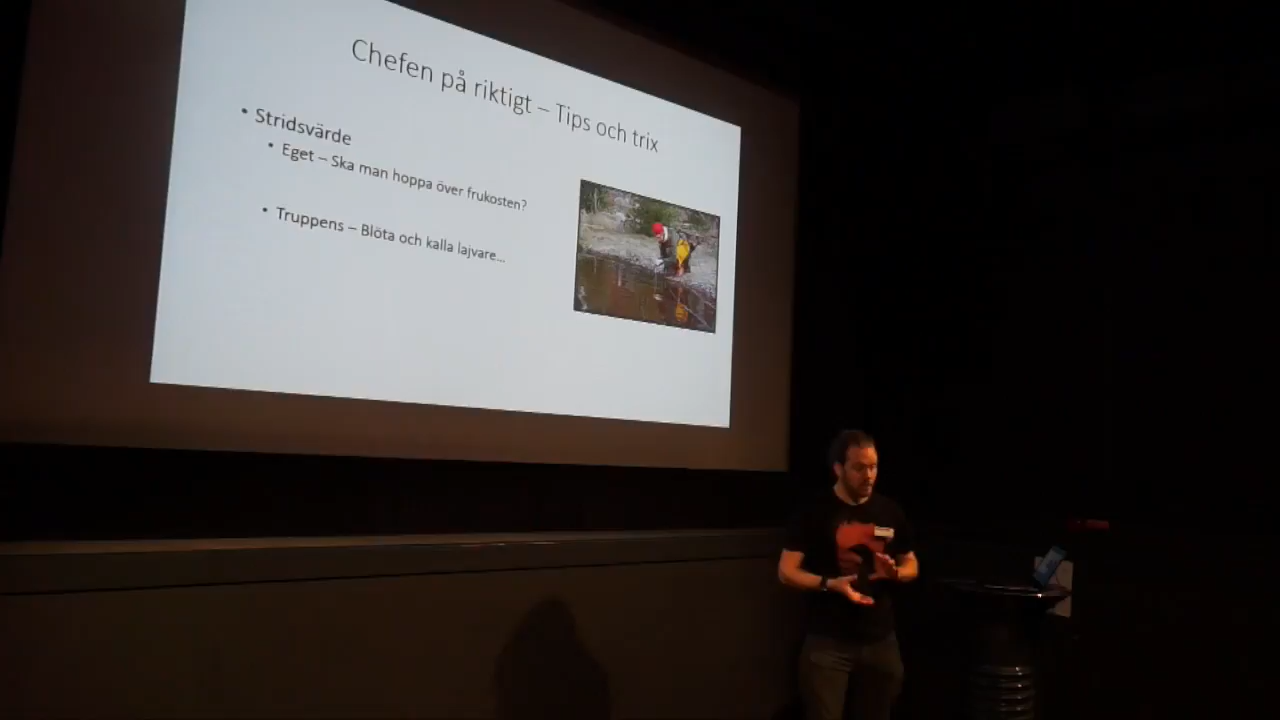 Chefen på riktigt – Tips och trix
• Stridsvärde
• Eget – Ska man hoppa över frukosten?
• Truppens – Blöta och kalla lajvare...